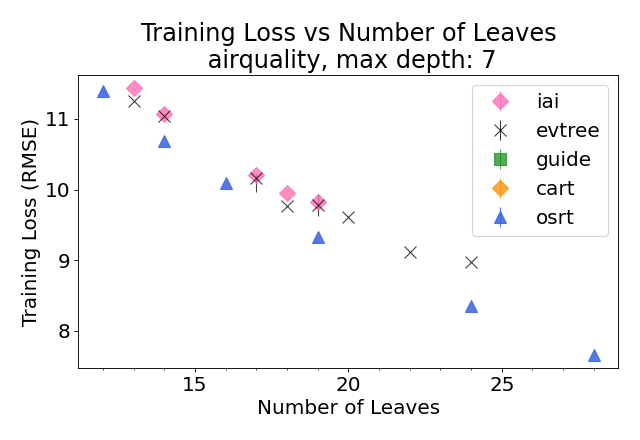 Training Loss vs Number of Leaves
airquality, max depth: 7
Training Loss (RMSE)
11
10
9
8
15
20
25
Number of Leaves
iai
evtree
guide
cart
osrt